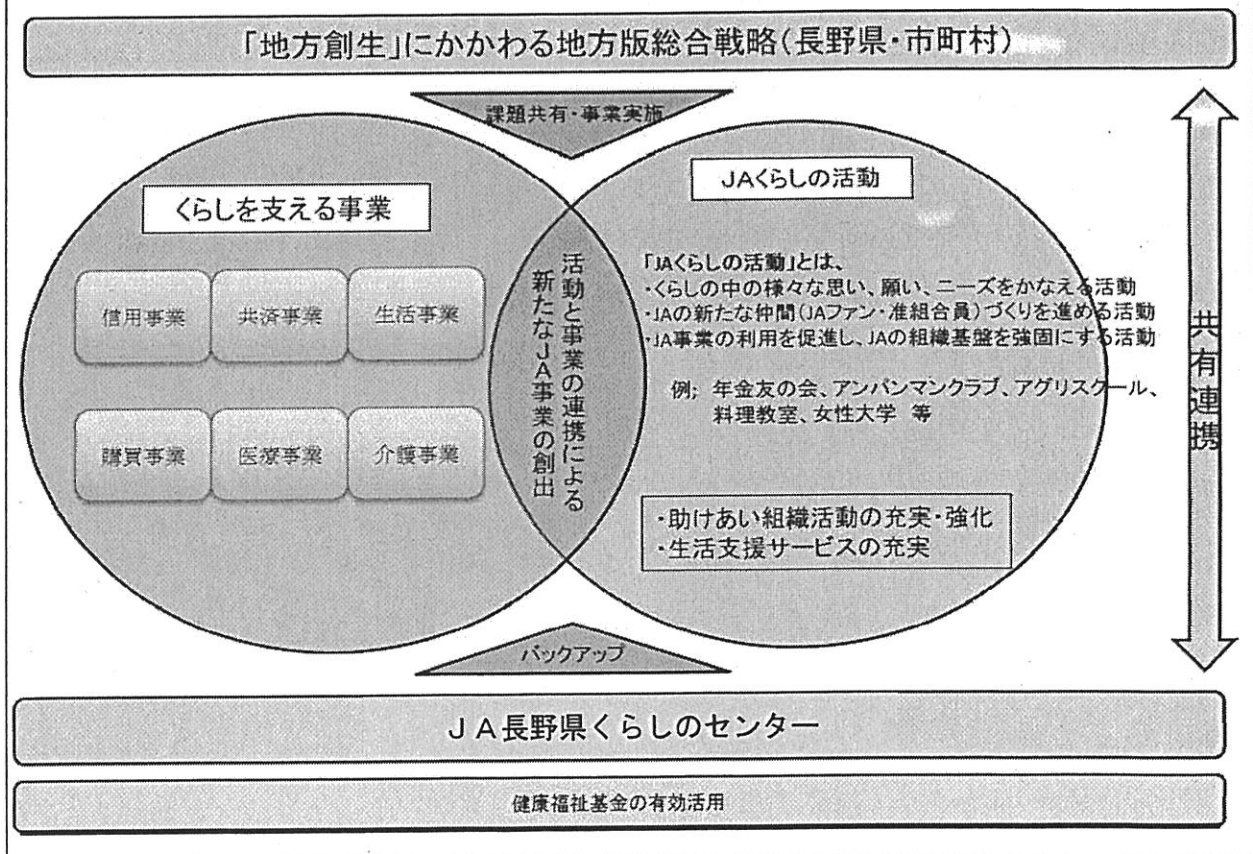 「地方創生」にかかわる地方版総合戦略(長野県・市町村)
課題共有・事業実施
くらしを支える事業
信用事業
共済事業
生活事業
購買事業
医療事業
介護事業
活動と事業の連携による
新たなJA事業の創出
JAくらしの活動
「JAくらしの活動」とは、
・くらしの中の様々な思い、願い、ニーズをかなえる活動
・JAの新たな仲間(JAファン・准組合員)づくりを進める活動
・JA事業の利用を促進し、JAの組織基盤を強固にする活動
例; 年金友の会、アンパンマンクラブ、アグリスクール、
料理教室、女性大学 等
・助けあい組織活動の充実・強化
・生活支援サービスの充実
共有連携
バックアップ
JA長野県くらしのセンター
健康福祉基金の有効活用